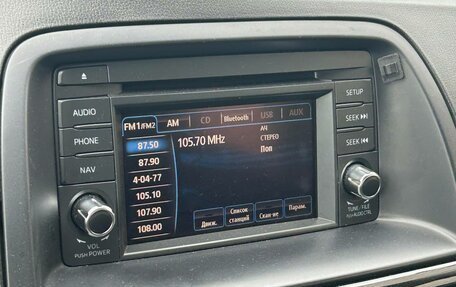 AUDIO
PHONE
NAV
VOL
PUSH POWER
FM1/FM2 AM CD Bluetooth USB AUX
87.50
87.90
4-04-77
105.10
107.90
108.00
105.70 MHz
АЧ
СТЕРЕО
Поп
Список
станций
Скан-ие
Парам.
SETUP
SEEK
SEEK
TUNE/FILE
PUSH AUDIO CTRL